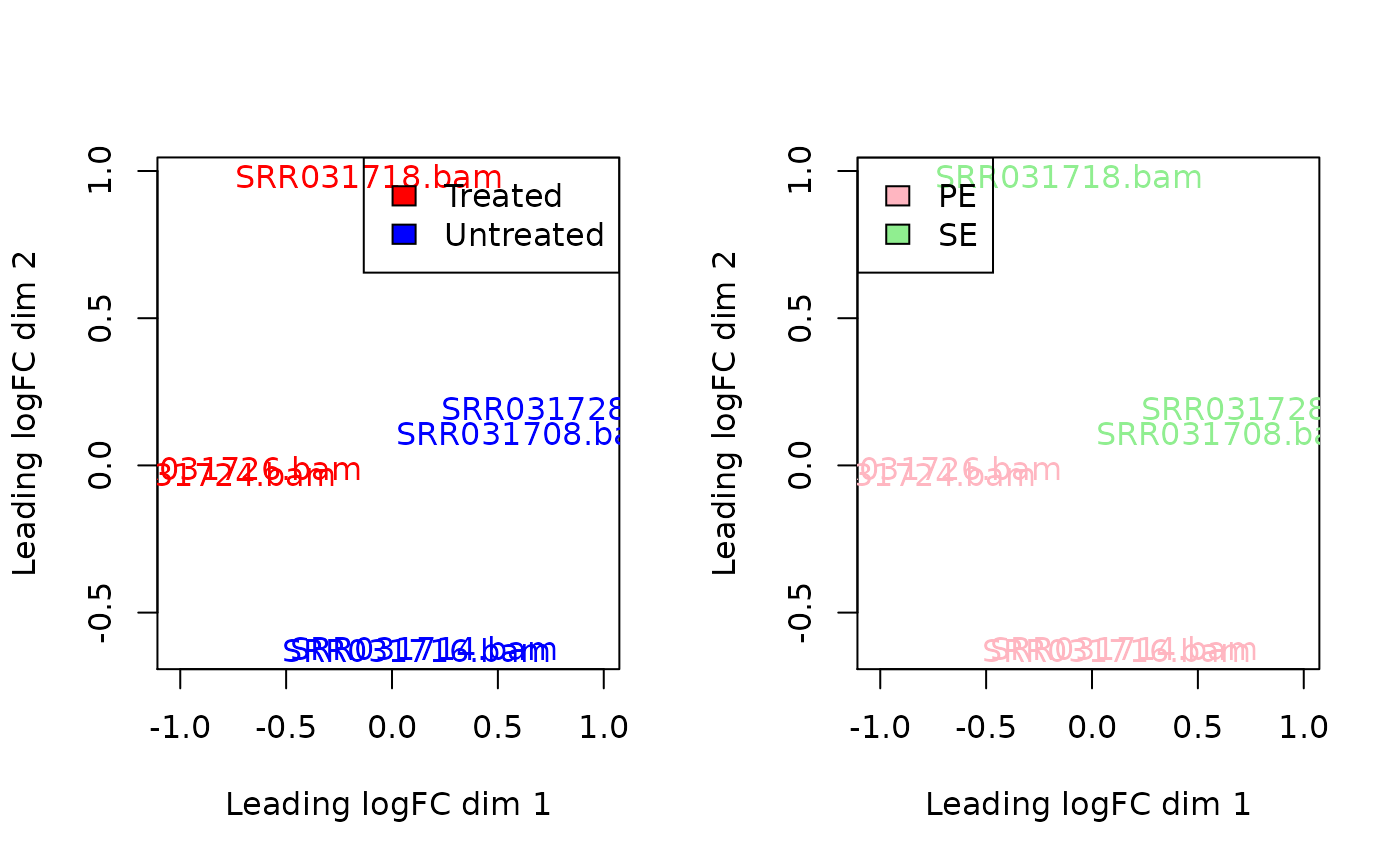 Leading logFC dim 2
1.0
0.5
0.0
-0.5
SRR031718.bam
Treated
Untreated
SRR031728
SRR031708.ba
031726.bam
31724.bam
SRR031714.bam
SRR031716.bam
-1.0 -0.5 0.0 0.5 1.0
Leading logFC dim 1
Leading logFC dim 2
1.0
0.5
0.0
-0.5
SRR031718.bam
PE
SE
SRR031728
SRR031708.ba
031726.bam
31724.bam
SRR031714.bam
SRR031716.bam
-1.0 -0.5 0.0 0.5 1.0
Leading logFC dim 1